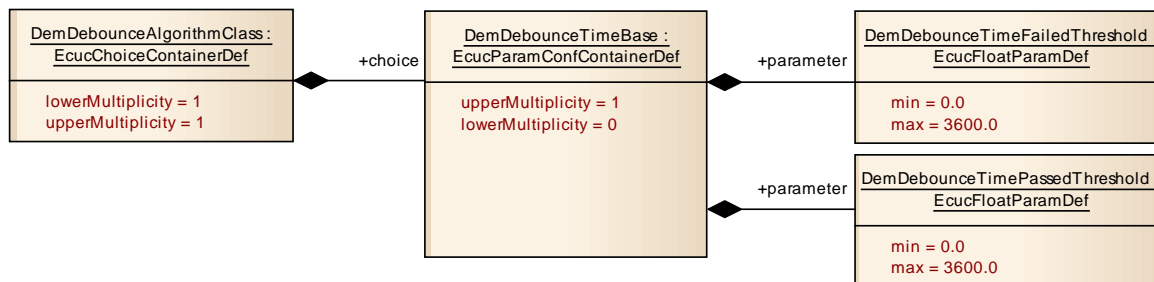 DemDebounceAlgorithmClass :
EcucChoiceContainerDef
lowerMultiplicity = 1
upperMultiplicity = 1
+choice
DemDebounceTimeBase :
EcucParamConfContainerDef
upperMultiplicity = 1
lowerMultiplicity = 0
+parameter
DemDebounceTimeFailedThreshold
EcucFloatParamDef
min = 0.0
max = 3600.0
+parameter
DemDebounceTimePassedThreshold
EcucFloatParamDef
min = 0.0
max = 3600.0